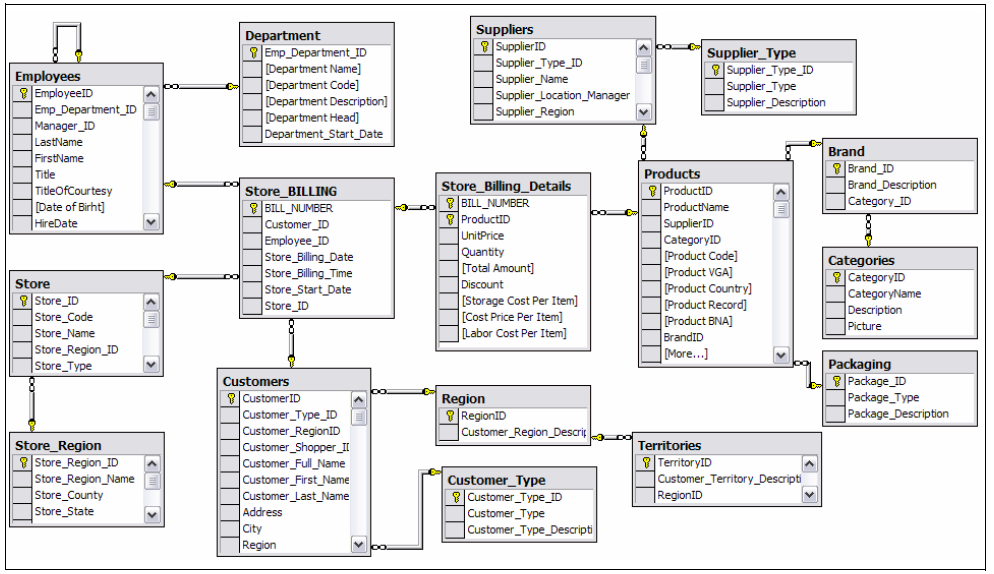 Employees
EmployeeID
Emp_Department_ID
Manager_ID
LastName
FirstName
Title
TitleOfCourtesy
[Date of Birht]
HireDate
Department
Emp_Department_ID
[Department Name]
[Department Code]
[Department Description]
[Department Head]
Department_Start_Date
Suppliers
SupplierID
Supplier_Type_ID
Supplier_Name
Supplier_Location_Manager
Supplier_Region
Supplier_Type
Supplier_Type_ID
Supplier_Type
Supplier_Description
Store_BILLING
BILL_NUMBER
Customer_ID
Employee_ID
Store_Billing_Date
Store_Billing_Time
Store_Start_Date
Store_ID
Store_Billing_Details
BILL_NUMBER
ProductID
UnitPrice
Quantity
[Total Amount]
Discount
[Storage Cost Per Item]
[Cost Price Per Item]
[Labor Cost Per Item]
Products
ProductID
ProductName
SupplierID
CategoryID
[Product Code]
[Product VGA]
[Product Country]
[Product Record]
[Product BNA]
BrandID
[More...]
Brand
Brand_ID
Brand_Description
Category_ID
Categories
CategoryID
CategoryName
Description
Picture
Packaging
Package_ID
Package_Type
Package_Description
Store
Store_ID
Store_Code
Store_Name
Store_Region_ID
Store_Type
Store_Region
Store_Region_ID
Store_Region_Name
Store_County
Store_State
Customers
CustomerID
Customer_Type_ID
Customer_RegionID
Customer_Shopper_ID
Customer_Full_Name
Customer_First_Name
Customer_Last_Name
Address
City
Region
Region
RegionID
Customer_Region_Descrip
Customer_Type
Customer_Type_ID
Customer_Type
Customer_Type_Descripti
Territories
TerritoryID
Customer_Territory_Descripti
RegionID